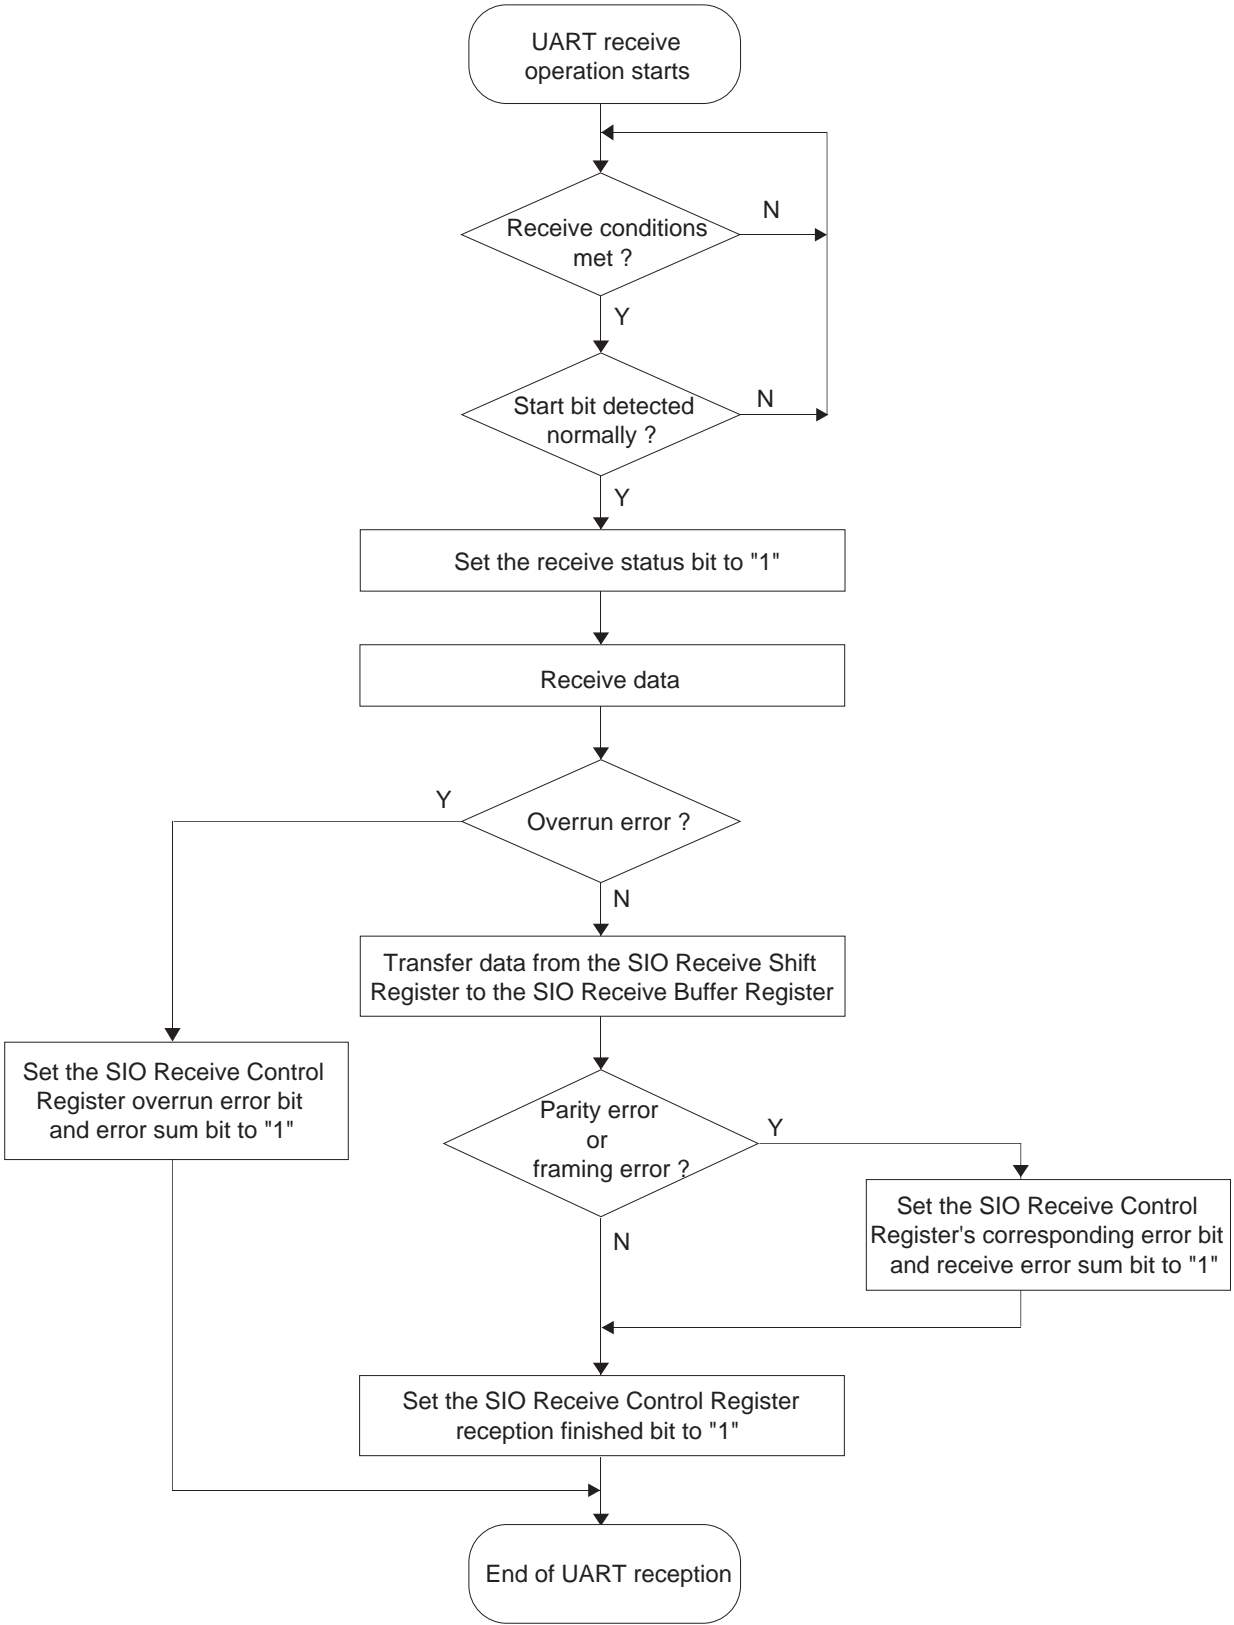 UART receive
operation starts
N
Receive conditions
met ?
Y
N
Start bit detected
normally ?
Y
Set the receive status bit to "1"
Receive data
Y
Overrun error ?
N
Transfer data from the SIO Receive Shift
Register to the SIO Receive Buffer Register
Set the SIO Receive Control
Register overrun error bit
and error sum bit to "1"
Parity error
or
framing error ?
Y
Set the SIO Receive Control
Register's corresponding error bit
and receive error sum bit to "1"
N
Set the SIO Receive Control Register
reception finished bit to "1"
End of UART reception